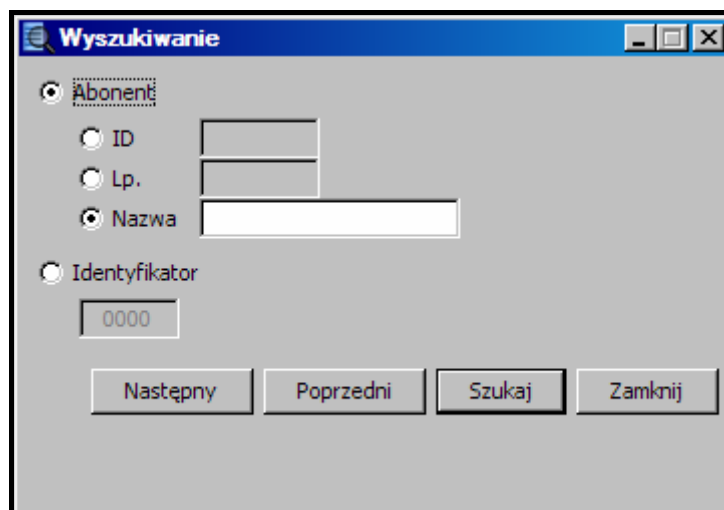 Wyszukiwanie
Abonent
ID
Lp.
Nazwa
Identyfikator
0000
Następny Poprzedni Szukaj Zamknij